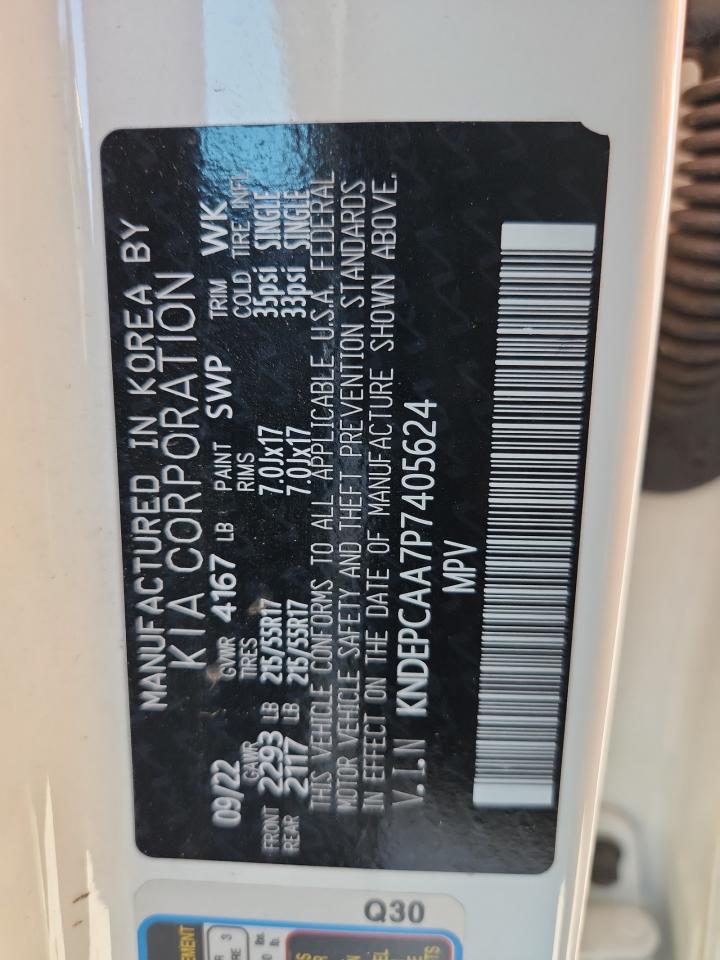 MANUFACTURED IN KOREA BY
KIA CORPORATION
09/22 GVWR 4167 LB PAINT SWP TRIM WK
GAWR TIRES RIMS COLD TIRE INFL
FRONT 2293 LB 215/55R17 7.0Jx17 35psi SINGLE
REAR 2117 LB 215/55R17 7.0Jx17 33psi SINGLE
THIS VEHICLE CONFORMS TO ALL APPLICABLE U.S.A. FEDERAL
MOTOR VEHICLE SAFETY AND THEFT PREVENTION STANDARDS
IN EFFECT ON THE DATE OF MANUFACTURE SHOWN ABOVE.
V.I.N KNDEPCAA7P7405624
MPV
Q30